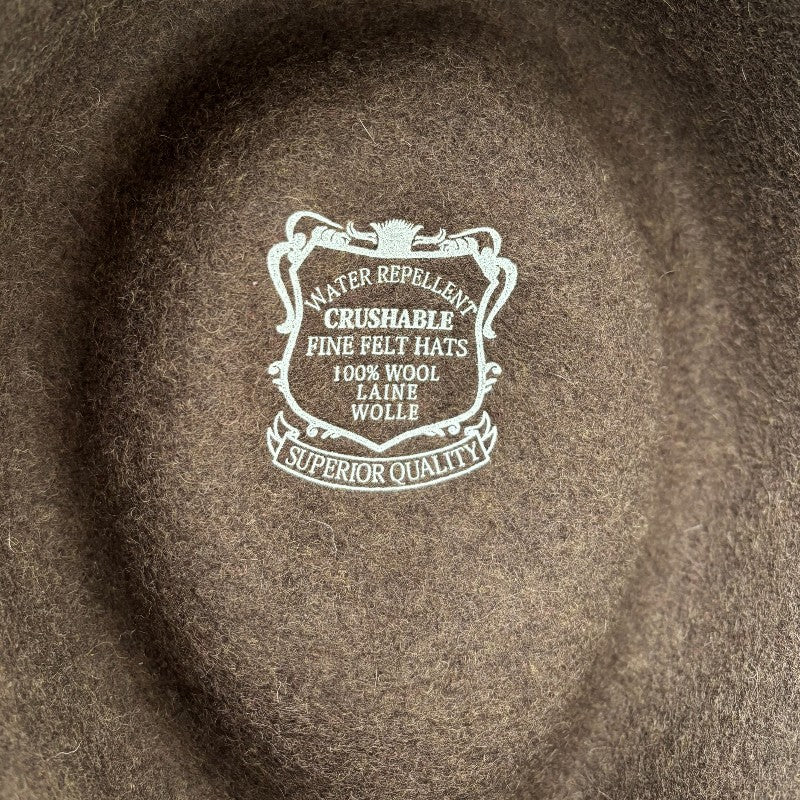 WATER REPELLENT
CRUSHABLE
FINE FELT HATS
100% WOOL
LAINE
WOLLE
SUPERIOR QUALITY